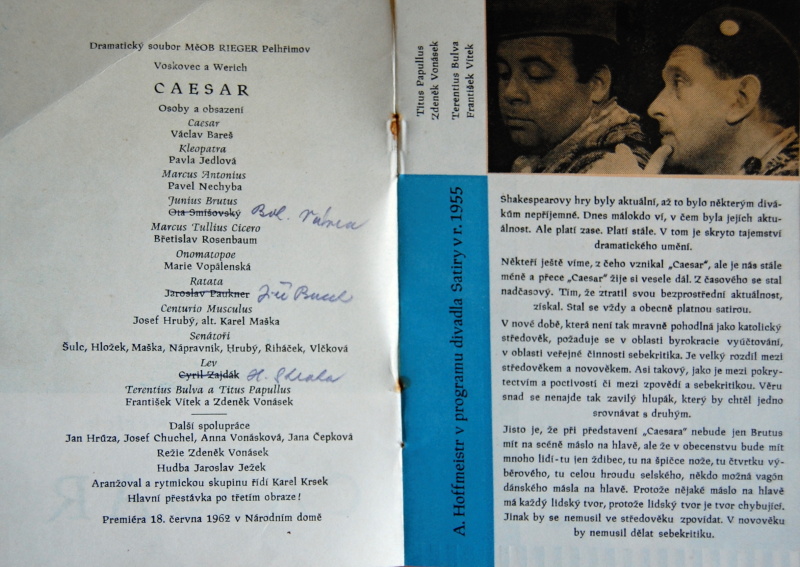 Dramatický soubor MěOB RIEGER Pelhřimov
Voskovec a Werich
CAESAR
Osoby a obsazení
Caesar
Václav Bareš
Kleopatra
Pavla Jedlová
Marcus Antonius
Pavel Nechyba
Junius Brutus
Ota Smišovský Bol.
Marcus Tullius Cicero
Břetislav Rosenbaum
Onomatopoe
Marie Vopálenská
Ratata
Jaroslav Paukner Jiří
Centurio Musculus
Josef Hrubý, alt. Karel Maška
Senátoři
Šulc, Hložek, Maška, Nápravník, Hrubý, Řiháček, Vlčková
Lev
Cyril Zajdák
Terentius Bulva a Titus Papullus
František Vítek a Zdeněk Vonásek
Další spolupráce
Jan Hrůza, Josef Chuchel, Anna Vonásková, Jana Čepková
Režie Zdeněk Vonásek
Hudba Jaroslav Ježek
Aranžoval a rytmickou skupinu řídí Karel Krsek
Hlavní přestávka po třetím obraze!
Premiéra 18. června 1962 v Národním domě
Titus Papullus
Zdeněk Vonásek
Terentius Bulva
František Vítek
A. Hoffmeistr v programu divadla Satiry v r. 1955
Shakespearovy hry byly aktuální, až to bylo některým divá-
kům nepříjemné. Dnes málokdo ví, v čem byla jejich aktu-
álnost. Ale platí zase. Platí stále. V tom je skryto tajemství
dramatického umění.
Někteří ještě víme, z čeho vznikal „Caesar“, ale je nás stále
méně a přece „Caesar“ žije si vesele dál. Z časového se stal
nadčasový. Tím, že ztratil svou bezprostřední aktuálnost,
získal. Stal se vždy a obecně platnou satirou.
V nové době, která není tak mravně pohodlná jako katolický
středověk, požaduje se v oblasti byrokracie vyúčtování,
v oblasti veřejné činnosti sebekritika. Je velký rozdíl mezi
středověkem a novověkem. Asi takový, jako je mezi pokry-
tectvím a poctivostí či mezi zpovědí a sebekritikou. Věru
snad se nenajde tak zavilý hlupák, který by chtěl jedno
srovnávat s druhým.
Jisto je, že při představení „Caesara“ nebude jen Brutus
mít na scéně máslo na hlavě, ale že v obecenstvu bude mít
mnoho lidí-tu jen ždibec, tu na špičce nože, tu čtvrtku vý-
běrového, tu celou hroudu selského, někdo možná vagón
dánského másla na hlavě. Protože nějaké máslo na hlavě
má každý lidský tvor, protože lidský tvor je tvor chybující.
Jinak by se nemusil ve středověku zpovídat. V novověku
by nemusil dělat sebekritiku.